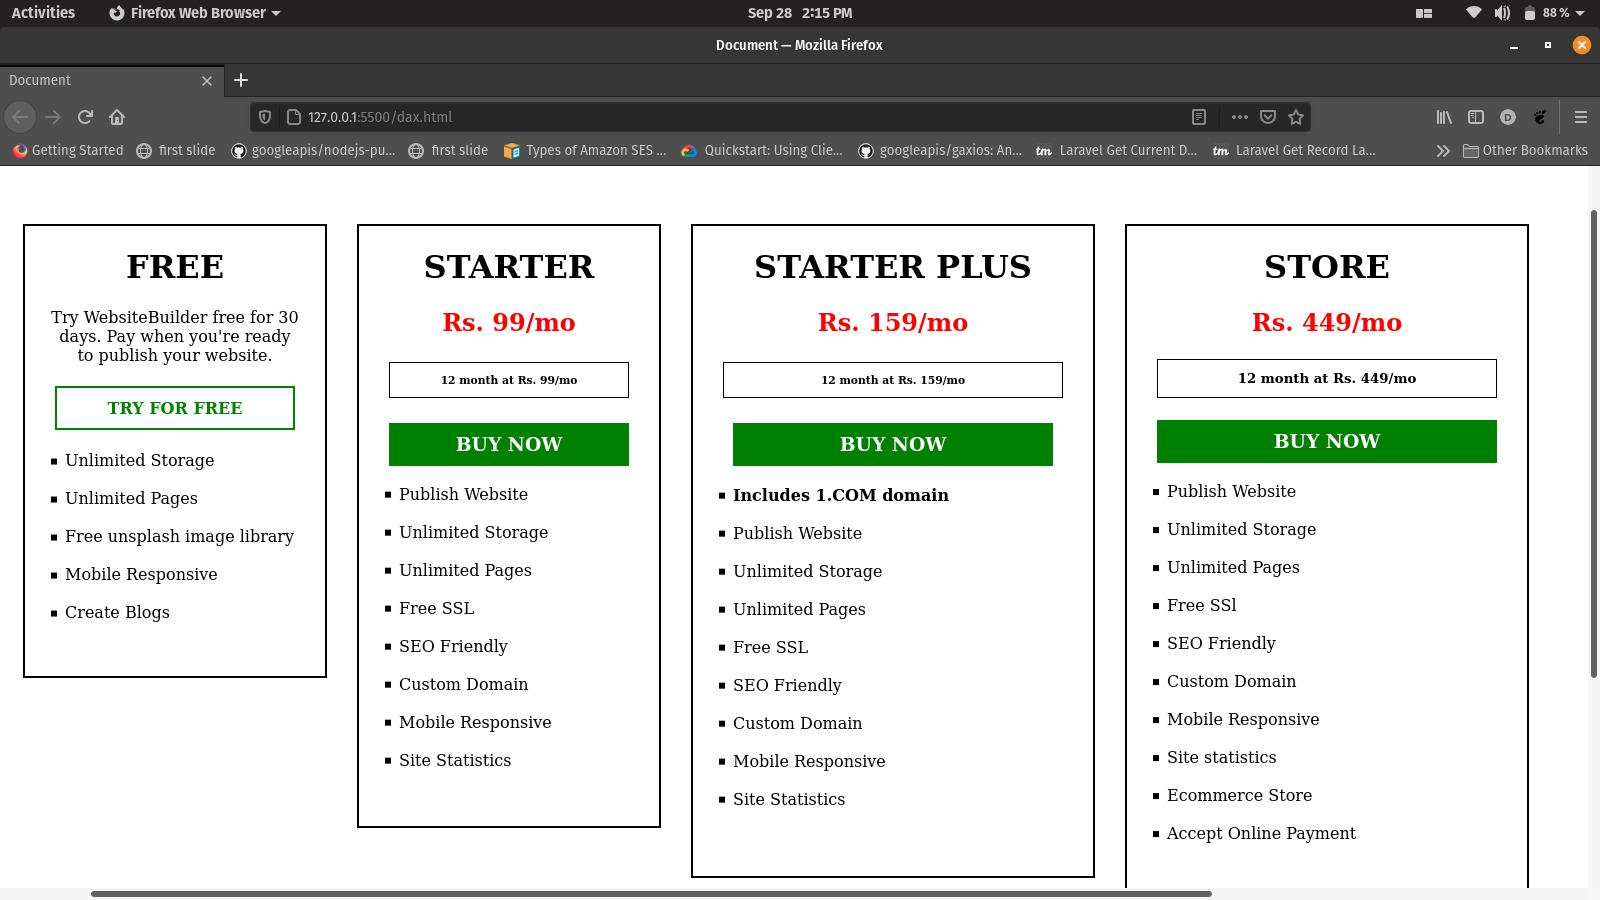 Activities
Firefox Web Browser
Sep 28 2:15 PM
88 %
Document — Mozilla Firefox
Document
127.0.0.1:5500/dax.html
D
Getting Started
first slide
googleapis/nodejs-pu...
first slide
Types of Amazon SES ...
Quickstart: Using Clie...
googleapis/gaxios: An...
tm Laravel Get Current D...
tm Laravel Get Record La...
Other Bookmarks
FREE
Try WebsiteBuilder free for 30
days. Pay when you're ready
to publish your website.
TRY FOR FREE
Unlimited Storage
Unlimited Pages
Free unsplash image library
Mobile Responsive
Create Blogs
STARTER
Rs. 99/mo
12 month at Rs. 99/mo
BUY NOW
Publish Website
Unlimited Storage
Unlimited Pages
Free SSL
SEO Friendly
Custom Domain
Mobile Responsive
Site Statistics
STARTER PLUS
Rs. 159/mo
12 month at Rs. 159/mo
BUY NOW
Includes 1.COM domain
Publish Website
Unlimited Storage
Unlimited Pages
Free SSL
SEO Friendly
Custom Domain
Mobile Responsive
Site Statistics
STORE
Rs. 449/mo
12 month at Rs. 449/mo
BUY NOW
Publish Website
Unlimited Storage
Unlimited Pages
Free SSl
SEO Friendly
Custom Domain
Mobile Responsive
Site statistics
Ecommerce Store
Accept Online Payment